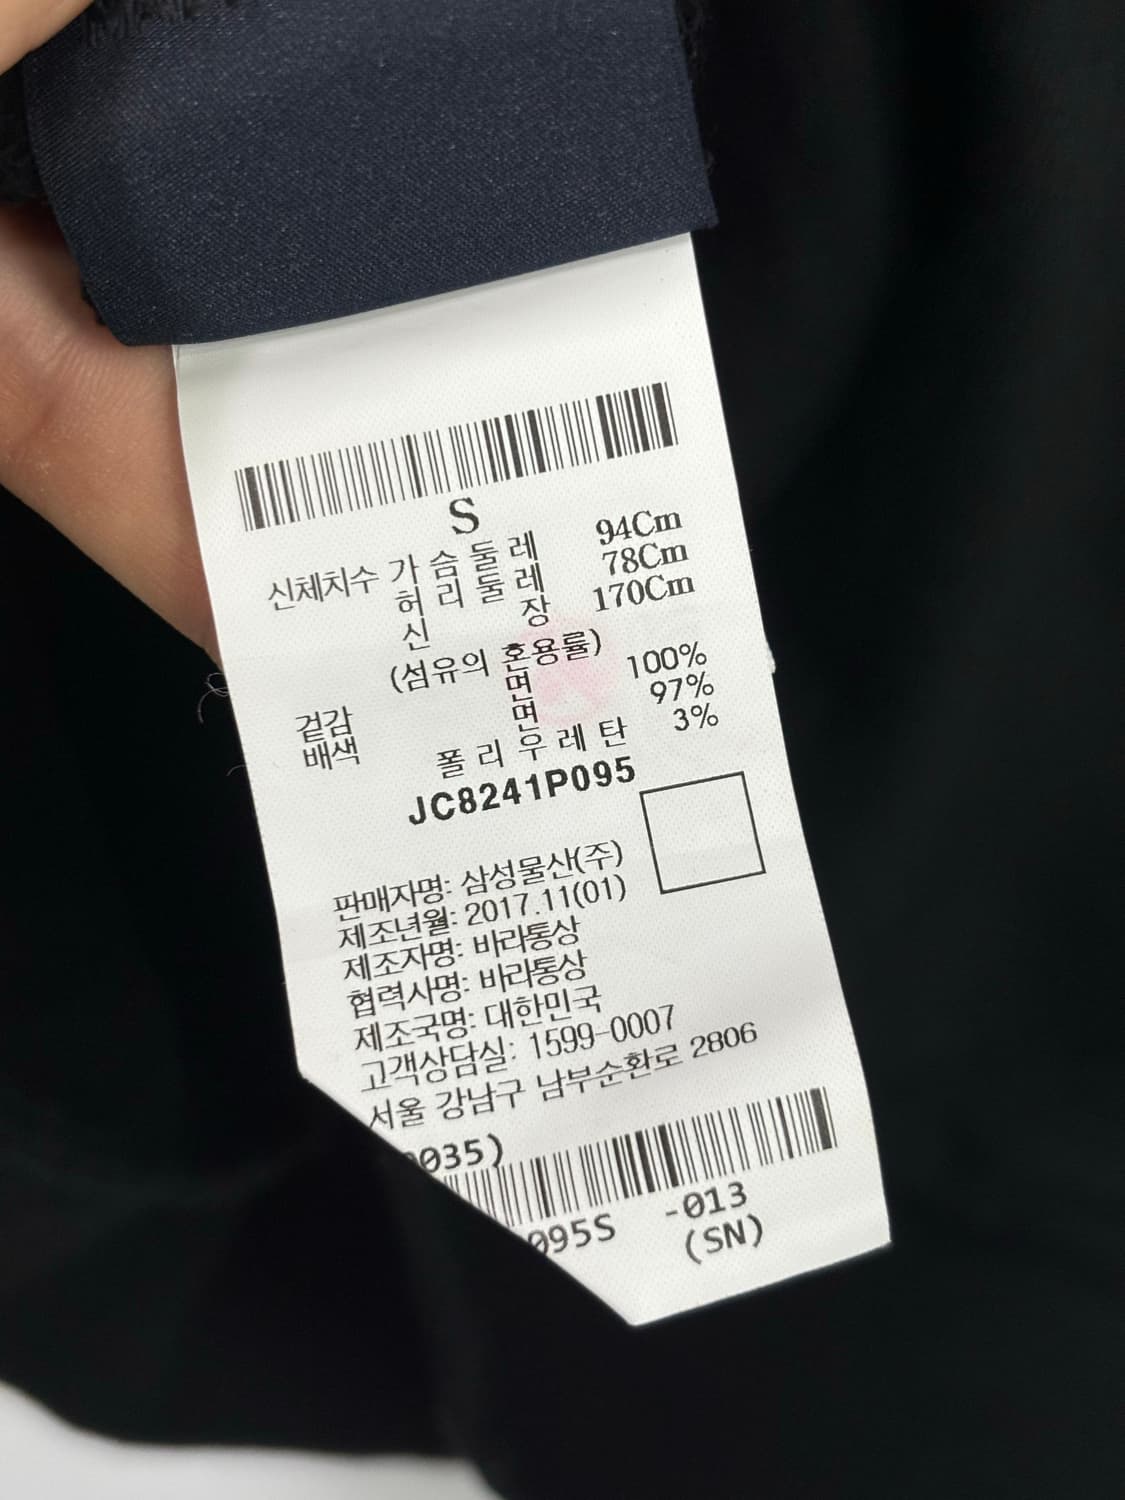 S
신체치수 가슴둘레 94Cm
허리둘레 78Cm
신장 170Cm
(섬유의 혼용률)
겉감 면 100%
배색 면 97%
폴리우레탄 3%
JC8241P095
판매자명: 삼성물산(주)
제조년월: 2017.11(01)
제조자명: 바라통상
협력사명: 바라통상
제조국명: 대한민국
고객상담실: 1599-0007
서울 강남구 남부순환로 2806
0035)
095S -013
(SN)